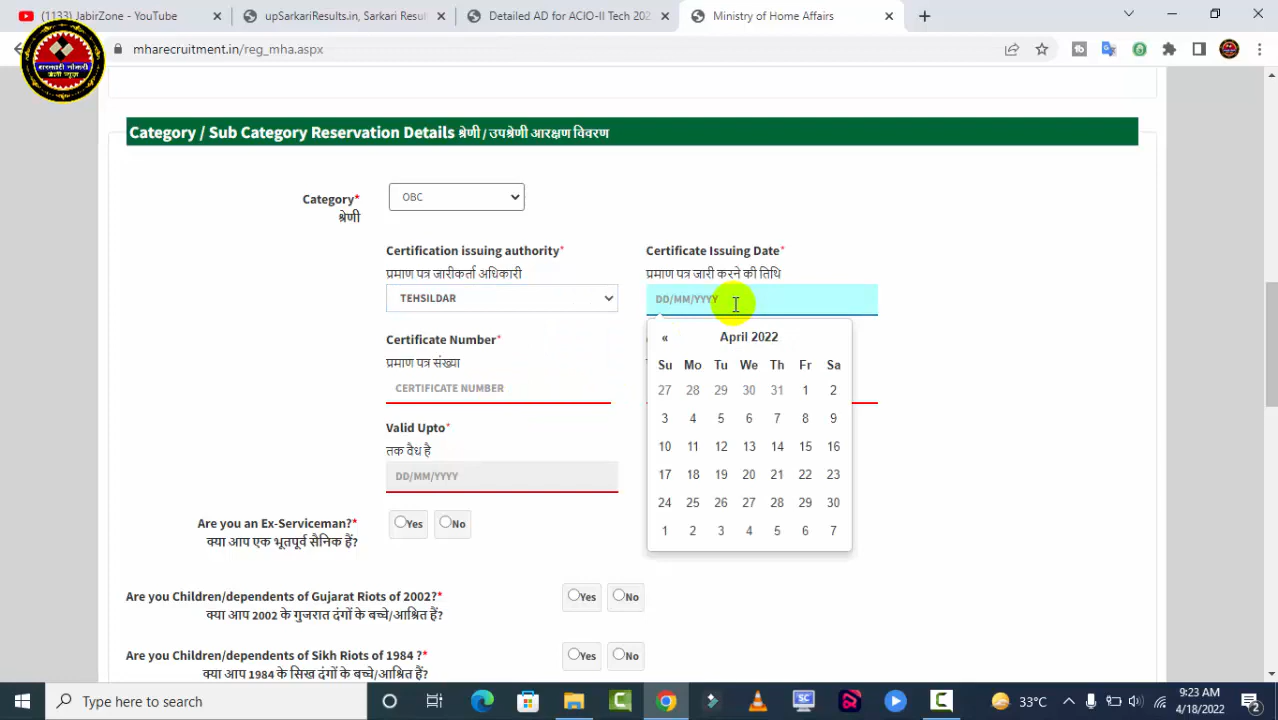 (1133) JabirZone - YouTube
upSarkariResults.in, Sarkari Resul
Detailed AD for ACIO-II Tech 202
Ministry of Home Affairs
mharecruitment.in/reg_mha.aspx
सरकारी नौकरी
Category / Sub Category Reservation Details श्रेणी / उपश्रेणी आरक्षण विवरण
Category*
श्रेणी
OBC
Certification issuing authority*
प्रमाण पत्र जारीकर्ता अधिकारी
TEHSILDAR
Certificate Issuing Date*
प्रमाण पत्र जारी करने की तिथि
DD/MM/YYYY
« April 2022
Su Mo Tu We Th Fr Sa
27 28 29 30 31 1 2
3 4 5 6 7 8 9
10 11 12 13 14 15 16
17 18 19 20 21 22 23
24 25 26 27 28 29 30
1 2 3 4 5 6 7
Certificate Number*
प्रमाण पत्र संख्या
CERTIFICATE NUMBER
Valid Upto*
तक वैध है
DD/MM/YYYY
Are you an Ex-Serviceman?*
क्या आप एक भूतपूर्व सैनिक हैं?
Yes No
Are you Children/dependents of Gujarat Riots of 2002?*
क्या आप 2002 के गुजरात दंगों के बच्चे/आश्रित हैं?
Yes No
Are you Children/dependents of Sikh Riots of 1984 ?*
क्या आप 1984 के सिख दंगों के बच्चे/आश्रित हैं?
Yes No
Type here to search
SC
33°C
9:23 AM
4/18/2022
2